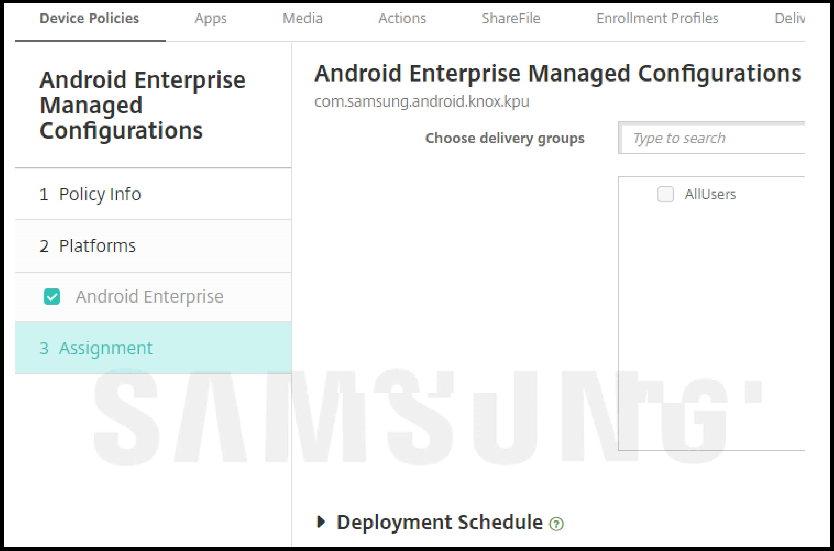 Device Policies Apps Media Actions ShareFile Enrollment Profiles Deliv
Android Enterprise
Managed
Configurations
1 Policy Info
2 Platforms
Android Enterprise
3 Assignment
Android Enterprise Managed Configurations
com.samsung.android.knox.kpu
Choose delivery groups Type to search
AllUsers
SAMSUNG
Deployment Schedule ?